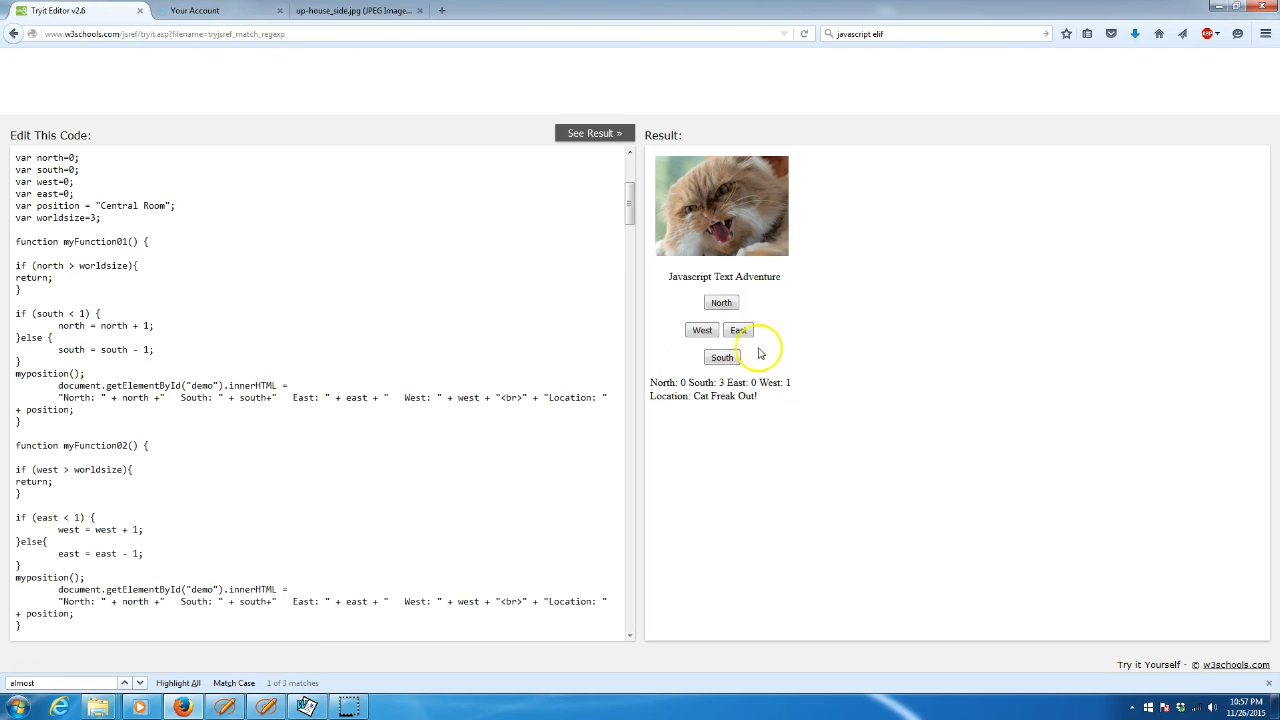 Tryit Editor v2.6
Your Account
up-house_side.jpg (JPEG Image...
www.w3schools.com/jsref/tryit.asp?filename=tryjsref_match_regexp
javascript elif
Edit This Code:
See Result »
Result:
var north=0;
var south=0;
var west=0;
var east=0;
var position = "Central Room";
var worldsize=3;
function myFunction01() {
if (north > worldsize){
return;
}
if (south < 1) {
north = north + 1;
}else {
south = south - 1;
}
myposition();
document.getElementById("demo").innerHTML =
"North: " + north +"   South: " + south+"   East: " + east + "   West: " + west + "<br>" + "Location: "
+ position;
}
function myFunction02() {
if (west > worldsize){
return;
}
if (east < 1) {
west = west + 1;
}else{
east = east - 1;
}
myposition();
document.getElementById("demo").innerHTML =
"North: " + north +"   South: " + south+"   East: " + east + "   West: " + west + "<br>" + "Location: "
+ position;
}
Javascript Text Adventure
North
West East
South
North: 0 South: 3 East: 0 West: 1
Location: Cat Freak Out!
Try it Yourself - © w3schools.com
almost
Highlight All
Match Case
1 of 3 matches
ABP
10:57 PM
11/26/2015